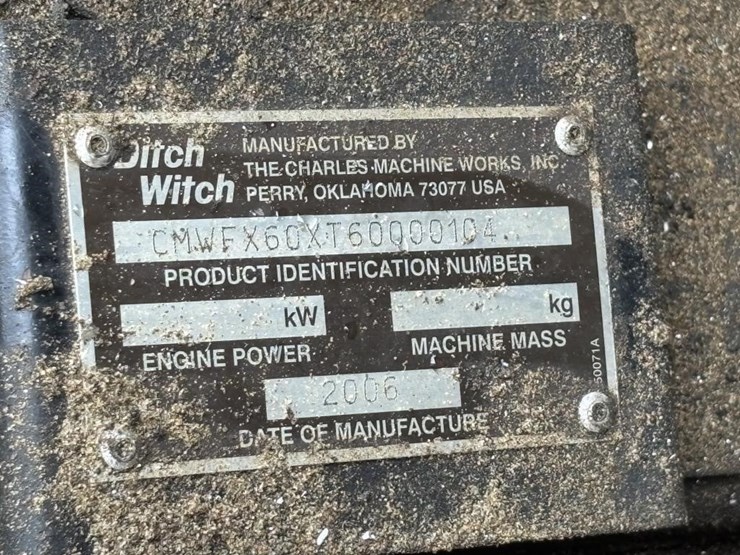 Ditch Witch
MANUFACTURED BY
THE CHARLES MACHINE WORKS, INC.
PERRY, OKLAHOMA 73077 USA
CMWFX60XT60000104
PRODUCT IDENTIFICATION NUMBER
kW
kg
ENGINE POWER
MACHINE MASS
2006
DATE OF MANUFACTURE